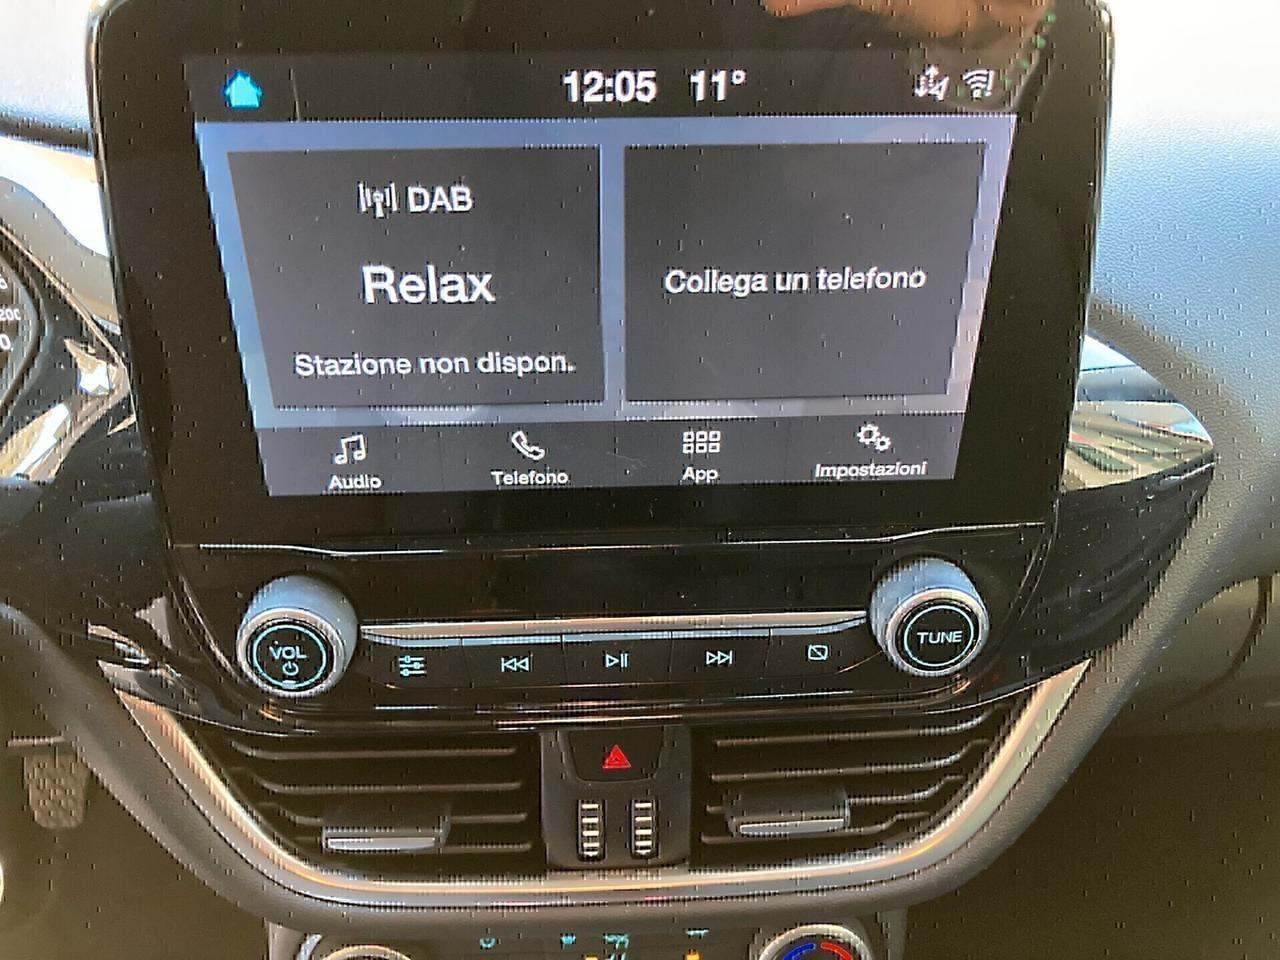 12:05 11°
DAB
Relax
Stazione non dispon.
Collega un telefono
Audio
Telefono
App
Impostazioni
VOL
TUNE